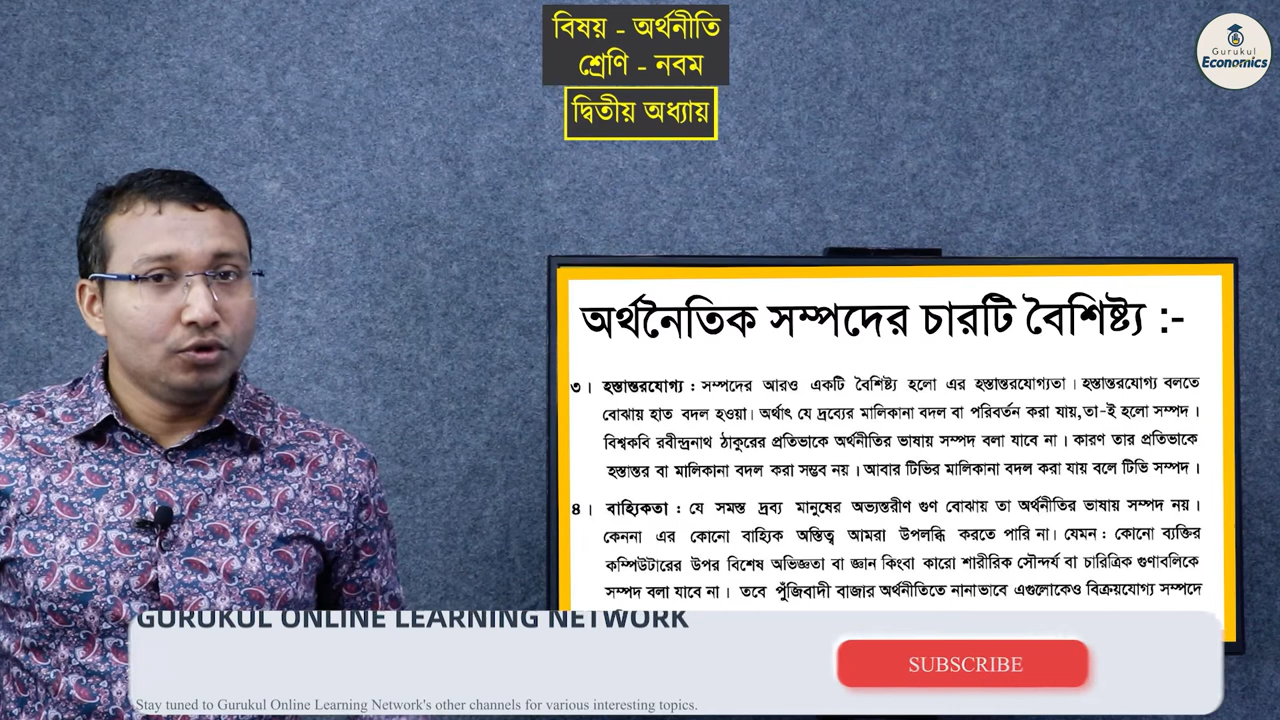 বিষয় - অর্থনীতি
শ্রেণি - নবম
দ্বিতীয় অধ্যায়
Gurukul
Economics
অর্থনৈতিক সম্পদের চারটি বৈশিষ্ট্য :-
৩। হস্তান্তরযোগ্য : সম্পদের আরও একটি বৈশিষ্ট্য হলো এর হস্তান্তরযোগ্যতা। হস্তান্তরযোগ্য বলতে
বোঝায় হাত বদল হওয়া। অর্থাৎ যে দ্রব্যের মালিকানা বদল বা পরিবর্তন করা যায়,তা-ই হলো সম্পদ।
বিশ্বকবি রবীন্দ্রনাথ ঠাকুরের প্রতিভাকে অর্থনীতির ভাষায় সম্পদ বলা যাবে না। কারণ তার প্রতিভাকে
হস্তান্তর বা মালিকানা বদল করা সম্ভব নয়। আবার টিভির মালিকানা বদল করা যায় বলে টিভি সম্পদ।
৪। বাহ্যিকতা : যে সমস্ত দ্রব্য মানুষের অভ্যন্তরীণ গুণ বোঝায় তা অর্থনীতির ভাষায় সম্পদ নয়।
কেননা এর কোনো বাহ্যিক অস্তিত্ব আমরা উপলব্ধি করতে পারি না। যেমন : কোনো ব্যক্তির
কম্পিউটারের উপর বিশেষ অভিজ্ঞতা বা জ্ঞান কিংবা কারো শারীরিক সৌন্দর্য বা চারিত্রিক গুণাবলিকে
সম্পদ বলা যাবে না। তবে পুঁজিবাদী বাজার অর্থনীতিতে নানাভাবে এগুলোকেও বিক্রয়যোগ্য সম্পদে
GURUKUL ONLINE LEARNING NETWORK
SUBSCRIBE
Stay tuned to Gurukul Online Learning Network's other channels for various interesting topics.